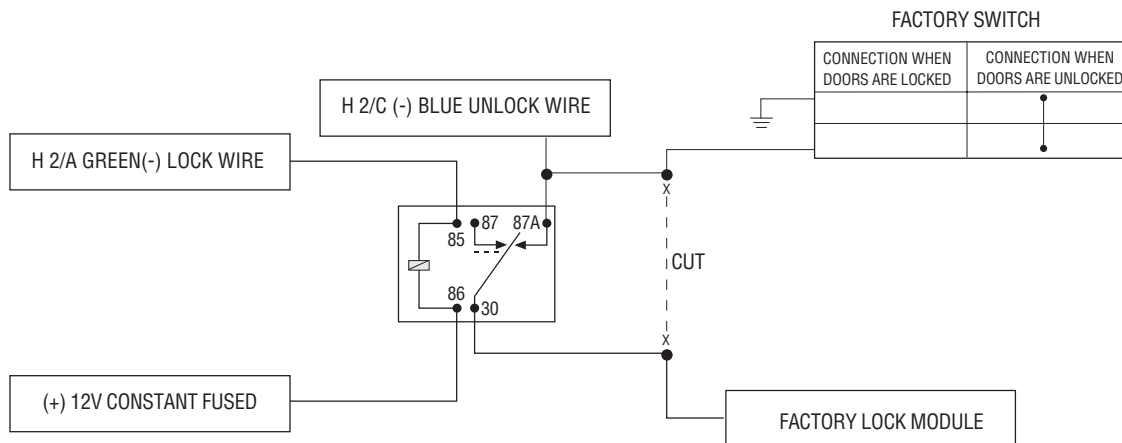 FACTORY SWITCH
CONNECTION WHEN
DOORS ARE LOCKED
CONNECTION WHEN
DOORS ARE UNLOCKED
H 2/C (-) BLUE UNLOCK WIRE
H 2/A GREEN(-) LOCK WIRE
87
87A
85
X
CUT
86
30
X
(+) 12V CONSTANT FUSED
FACTORY LOCK MODULE